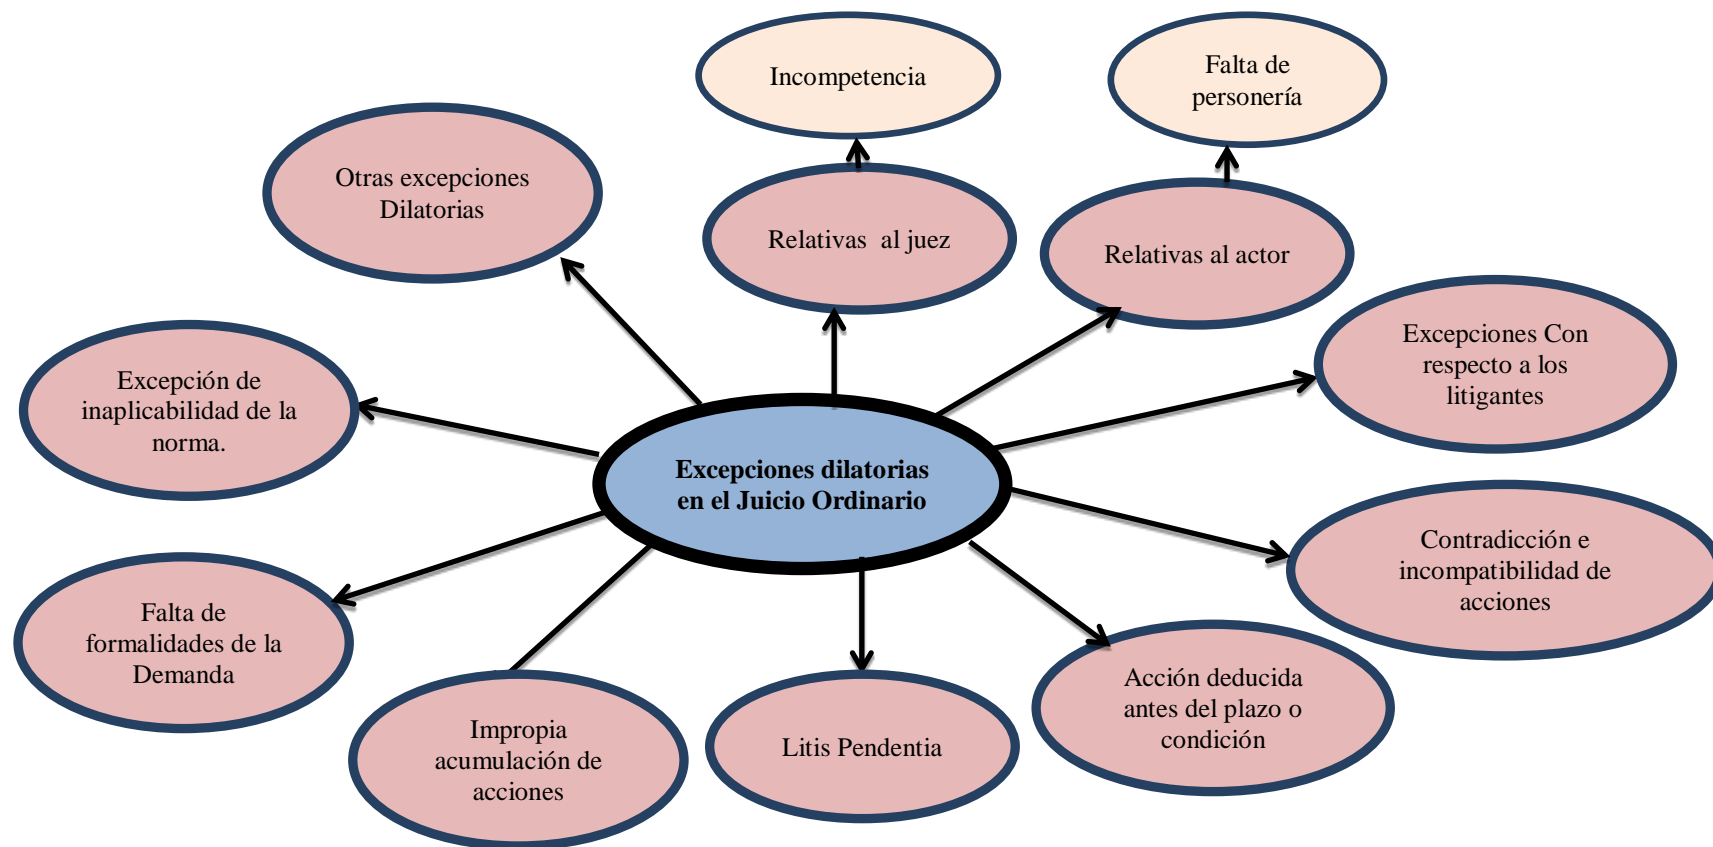 Incompetencia
Falta de
personería
Otras excepciones
Dilatorias
Relativas  al juez
Relativas al actor
Excepciones Con
respecto a los
litigantes
Excepción de
inaplicabilidad de la
norma.
Excepciones dilatorias
en el Juicio Ordinario
Contradicción e
incompatibilidad de
acciones
Falta de
formalidades de la
Demanda
Acción deducida
antes del plazo o
condición
Impropia
acumulación de
acciones
Litis Pendentia